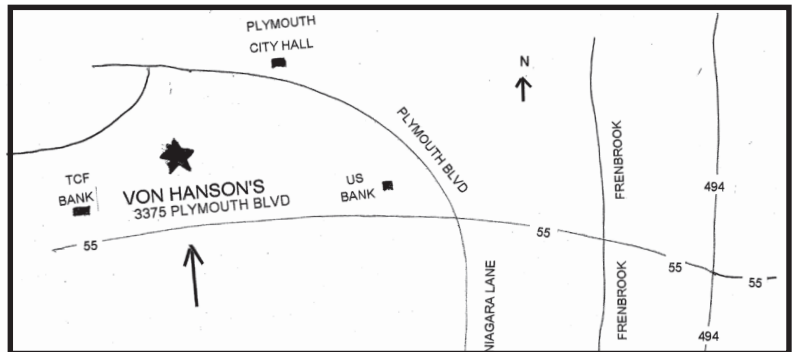 PLYMOUTH
CITY HALL
N
PLYMOUTH BLVD
FRENBROOK
494
TCF
BANK
VON HANSON'S
3375 PLYMOUTH BLVD
US
BANK
55
55
55
55
NIAGARA LANE
FRENBROOK
494